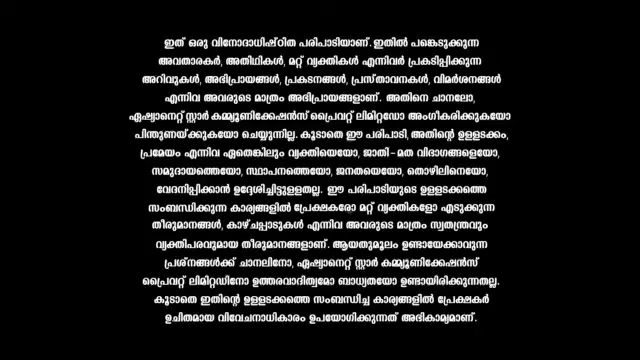 ഇത് ഒരു വിനോദാധിഷ്ഠിത പരിപാടിയാണ്. ഇതിൽ പങ്കെടുക്കുന്ന
അവതാരകർ, അതിഥികൾ, മറ്റ് വ്യക്തികൾ എന്നിവർ പ്രകടിപ്പിക്കുന്ന
അറിവുകൾ, അഭിപ്രായങ്ങൾ, പ്രകടനങ്ങൾ, പ്രസ്താവനകൾ, വിമർശനങ്ങൾ
എന്നിവ അവരുടെ മാത്രം അഭിപ്രായങ്ങളാണ്. അതിനെ ചാനലോ,
ഏഷ്യാനെറ്റ് സ്റ്റാർ കമ്മ്യൂണിക്കേഷൻസ് പ്രൈവറ്റ് ലിമിറ്റഡോ അംഗീകരിക്കുകയോ
പിന്തുണയ്ക്കുകയോ ചെയ്യുന്നില്ല. കൂടാതെ ഈ പരിപാടി, അതിന്റെ ഉള്ളടക്കം,
പ്രമേയം എന്നിവ ഏതെങ്കിലും വ്യക്തിയെയോ, ജാതി - മത വിഭാഗങ്ങളെയോ,
സമുദായത്തെയോ, സ്ഥാപനത്തെയോ, ജനതയെയോ, തൊഴിലിനെയോ,
വേദനിപ്പിക്കാൻ ഉദ്ദേശിച്ചിട്ടുള്ളതല്ല. ഈ പരിപാടിയുടെ ഉള്ളടക്കത്തെ
സംബന്ധിക്കുന്ന കാര്യങ്ങളിൽ പ്രേക്ഷകരോ മറ്റ് വ്യക്തികളോ എടുക്കുന്ന
തീരുമാനങ്ങൾ, കാഴ്ചപ്പാടുകൾ എന്നിവ അവരുടെ മാത്രം സ്വതന്ത്രവും
വ്യക്തിപരവുമായ തീരുമാനങ്ങളാണ്. ആയതുമൂലം ഉണ്ടായേക്കാവുന്ന
പ്രശ്നങ്ങൾക്ക് ചാനലിനോ, ഏഷ്യാനെറ്റ് സ്റ്റാർ കമ്മ്യൂണിക്കേഷൻസ്
പ്രൈവറ്റ് ലിമിറ്റഡിനോ ഉത്തരവാദിത്വമോ ബാധ്യതയോ ഉണ്ടായിരിക്കുന്നതല്ല.
കൂടാതെ ഇതിന്റെ ഉള്ളടക്കത്തെ സംബന്ധിച്ച കാര്യങ്ങളിൽ പ്രേക്ഷകർ
ഉചിതമായ വിവേചനാധികാരം ഉപയോഗിക്കുന്നത് അഭികാമ്യമാണ്.